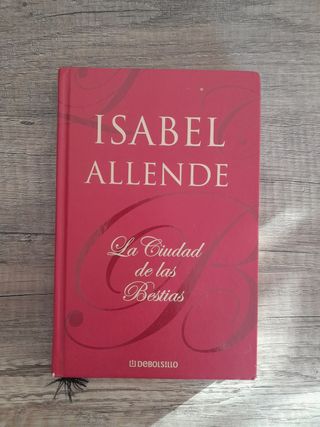 ISABEL
ALLENDE
La Ciudad
de las
Bestias
DEBOLSILLO